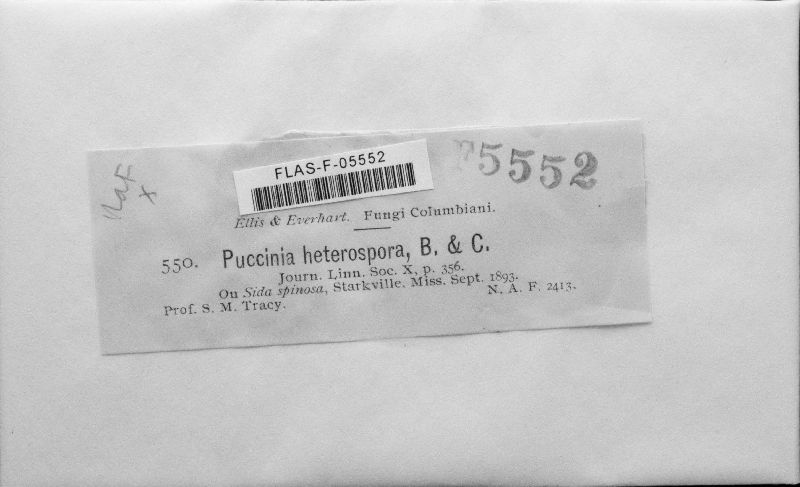 FLAS-F-05552
F5552
Ellis & Everhart. Fungi Columbiani.
550. Puccinia heterospora, B. & C.
Journ. Linn. Soc. X, p. 356.
On Sida spinosa, Starkville, Miss. Sept. 1893.
Prof. S. M. Tracy. N. A. F. 2413.